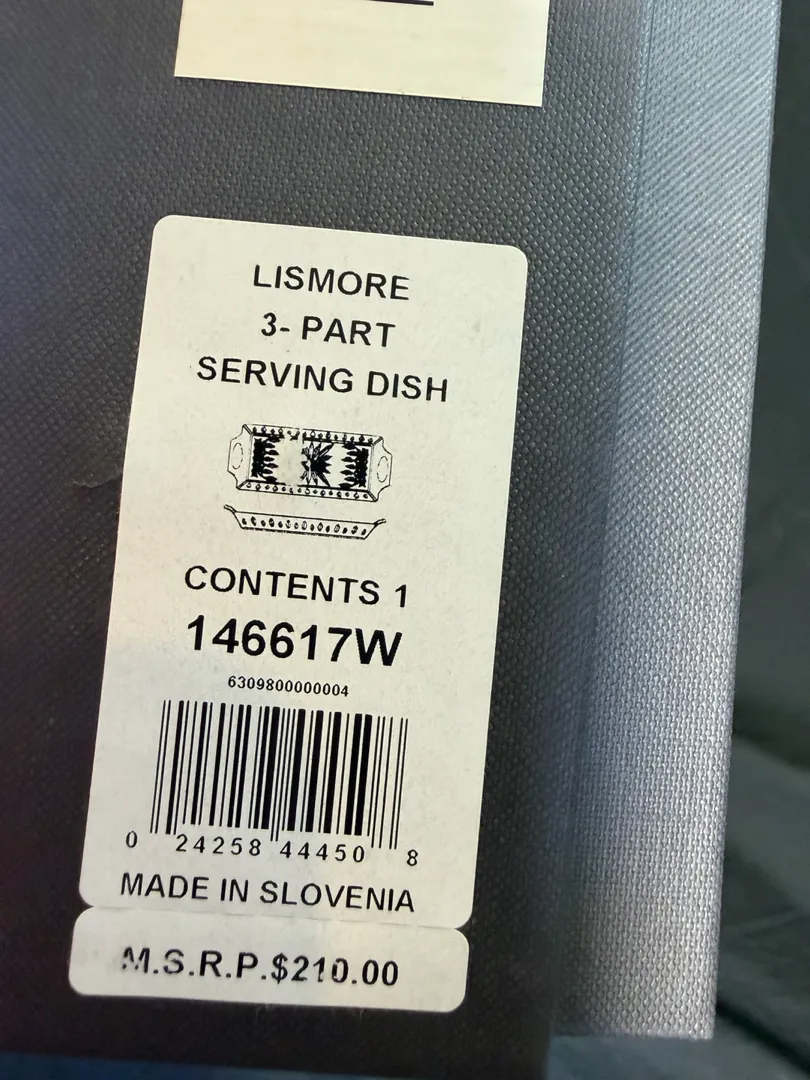 LISMORE
3- PART
SERVING DISH
CONTENTS 1
146617W
6309800000004
0 24258 44450 8
MADE IN SLOVENIA
M.S.R.P.$210.00